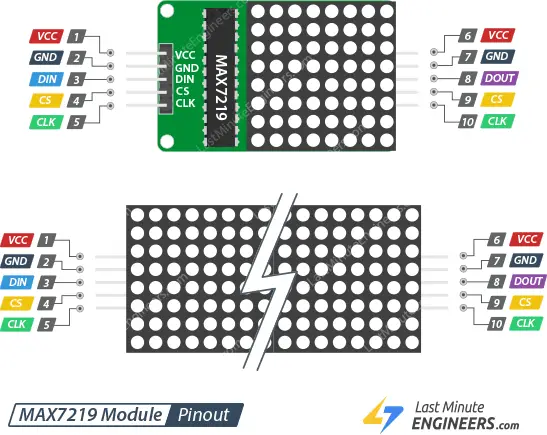 VCC 1
GND 2
DIN 3
CS 4
CLK 5
VCC
GND
DIN
CS
CLK
MAX7219
6 VCC
7 GND
8 DOUT
9 CS
10 CLK
LastMinuteEngineers.com
VCC 1
GND 2
DIN 3
CS 4
CLK 5
6 VCC
7 GND
8 DOUT
9 CS
10 CLK
MAX7219 Module Pinout
Last Minute
ENGINEERS.com